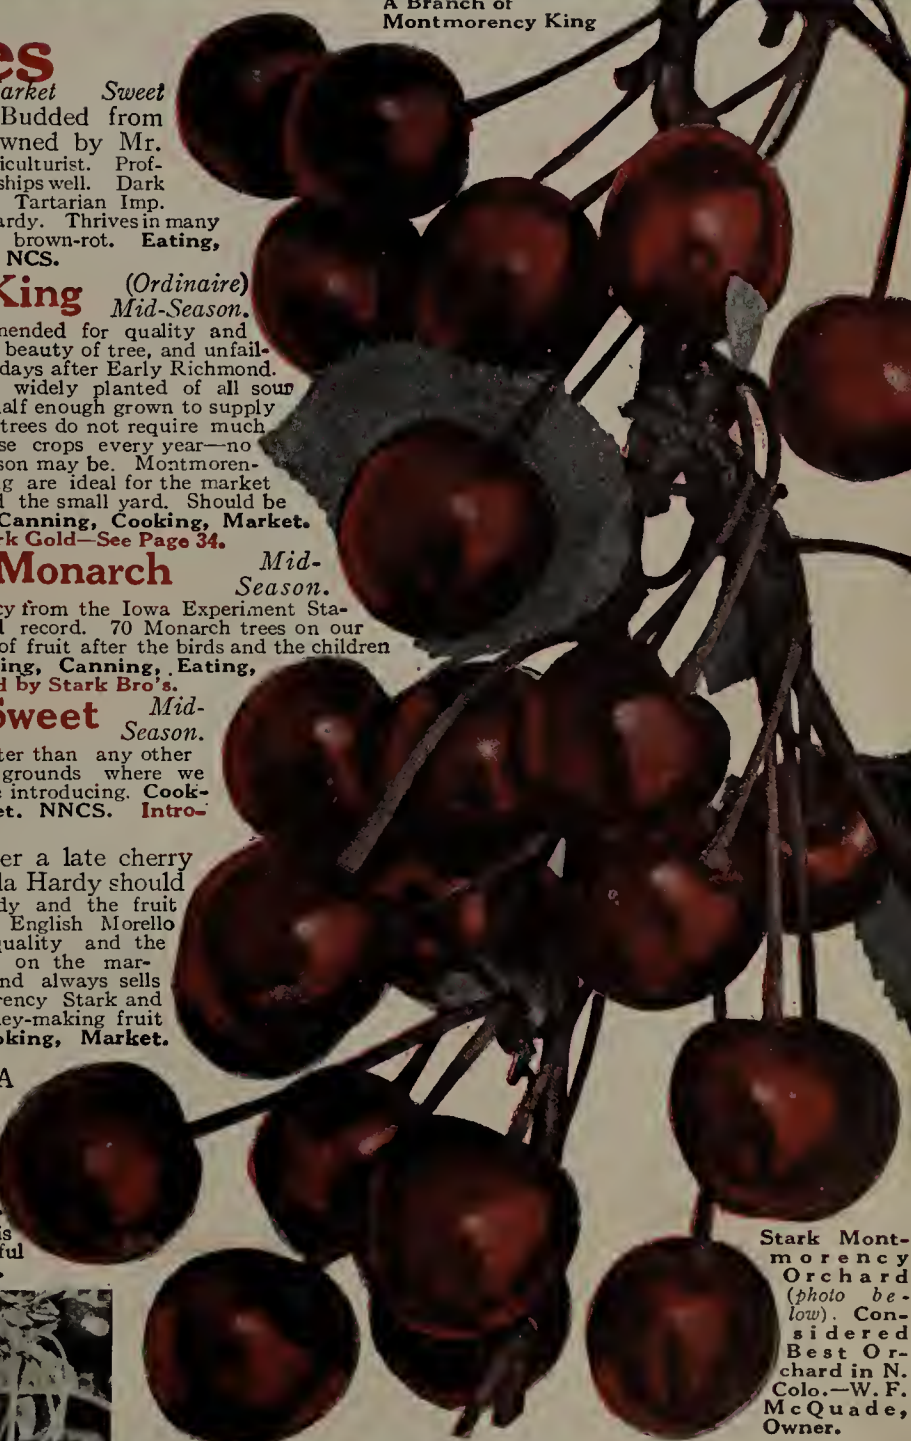 A Branch of
Montmorency King
es
arket Sweet
Budded from
wned by Mr.
iculturist. Prof-
ships well. Dark
Tartarian Imp.
ardy. Thrives in many
brown-rot. Eating,
NCS.
King (Ordinaire)
Mid-Season.
mended for quality and
beauty of tree, and unfail-
days after Early Richmond.
widely planted of all sour
alf enough grown to supply
trees do not require much
se crops every year—no
son may be. Montmoren-
g are ideal for the market
d the small yard. Should be
Canning, Cooking, Market.
rk Gold—See Page 34.
Monarch Mid-
Season.
cy from the Iowa Experiment Sta-
l record. 70 Monarch trees on our
of fruit after the birds and the children
ing, Canning, Eating,
d by Stark Bro's.
Sweet Mid-
Season.
ter than any other
grounds where we
e introducing. Cook-
et. NNCS. Intro-
er a late cherry
la Hardy should
dy and the fruit
English Morello
quality and the
on the mar-
nd always sells
rency Stark and
ey-making fruit
oking, Market.
A
is
ful
Stark Mont-
morency
Orchard
(photo be-
low). Con-
sidered
Best Or-
chard in N.
Colo.—W. F.
McQuade,
Owner.